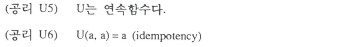 (공리 U5) U는 연속함수다.
(공리 U6) U(a, a) = a (idempotency)